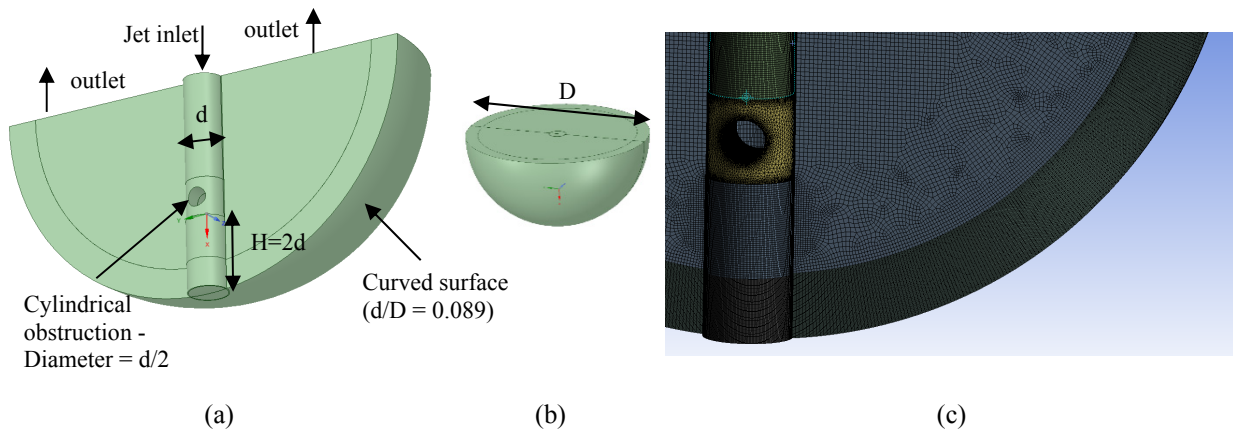 Jet inlet
outlet
outlet
d
H=2d
Cylindrical
obstruction -
Diameter = d/2
Curved surface
(d/D = 0.089)
D
(a)
(b)
(c)